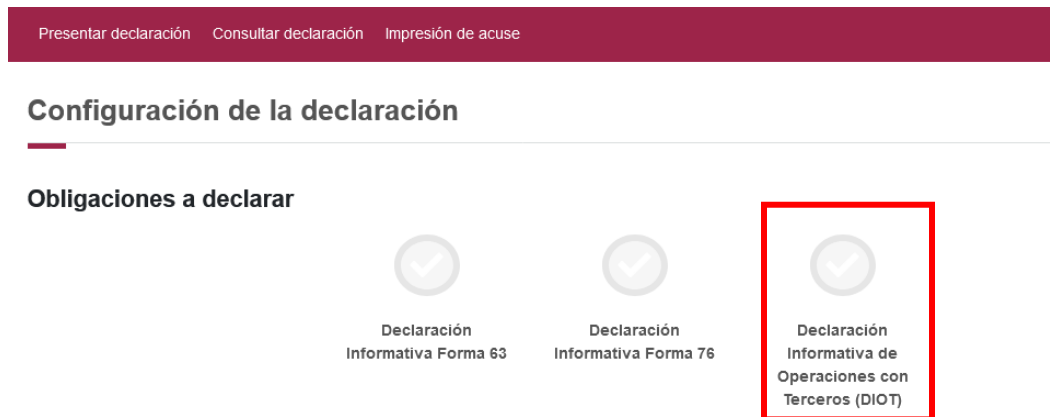 Presentar declaración Consultar declaración Impresión de acuse
Configuración de la declaración
Obligaciones a declarar
Declaración
Informativa Forma 63
Declaración
Informativa Forma 76
Declaración
Informativa de
Operaciones con
Terceros (DIOT)